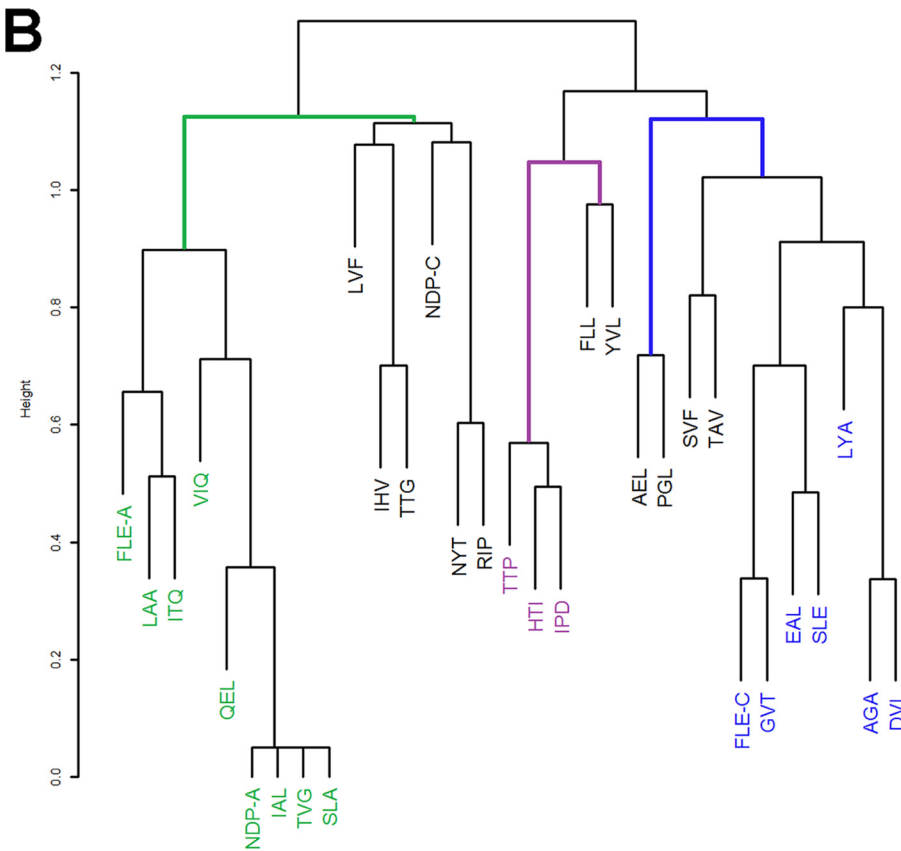 B
Height
1.2
1.0
0.8
0.6
0.4
0.2
0.0
FLE-A
LAA
ITQ
VIQ
QEL
NDP-A
IAL
TVG
SLA
LVF
IHV
TTG
NDP-C
NYT
RIP
TTP
HTI
IPD
FLL
YVL
AEL
PGL
SVF
TAV
FLE-C
GVT
EAL
SLE
LYA
AGA